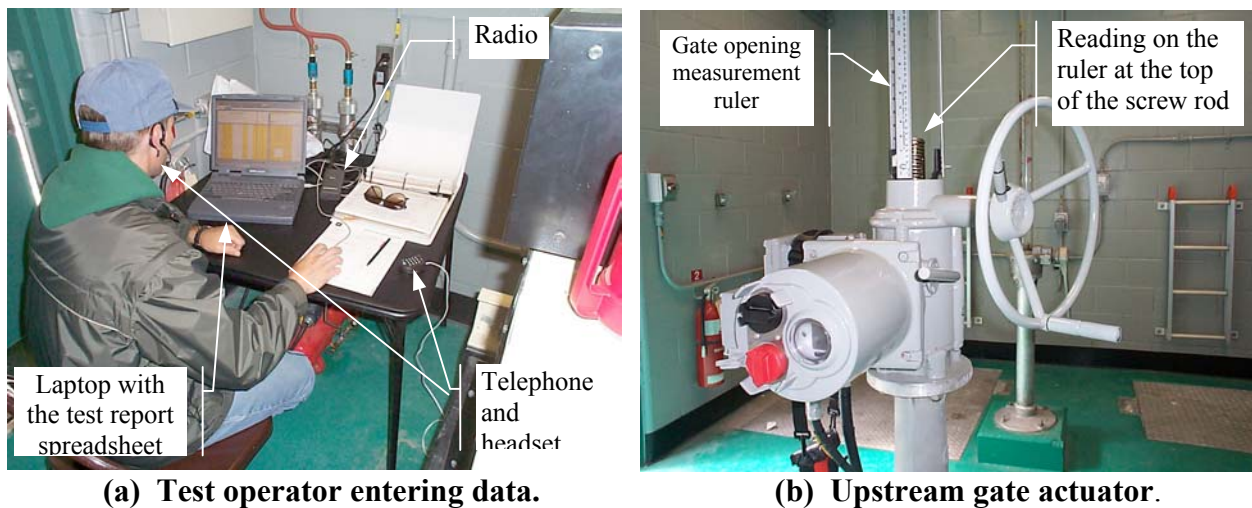 Radio
Laptop with
the test report
spreadsheet
Telephone
and
headset
(a) Test operator entering data.
Gate opening
measurement
ruler
Reading on the
ruler at the top
of the screw rod
2
(b) Upstream gate actuator.